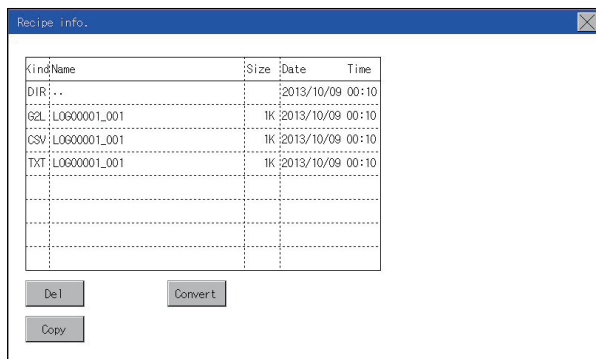 Recipe info.
Kind Name Size Date Time
DIR .. 2013/10/09 00:10
G2L LOG00001_001 1K 2013/10/09 00:10
CSV LOG00001_001 1K 2013/10/09 00:10
TXT LOG00001_001 1K 2013/10/09 00:10
Del Convert
Copy